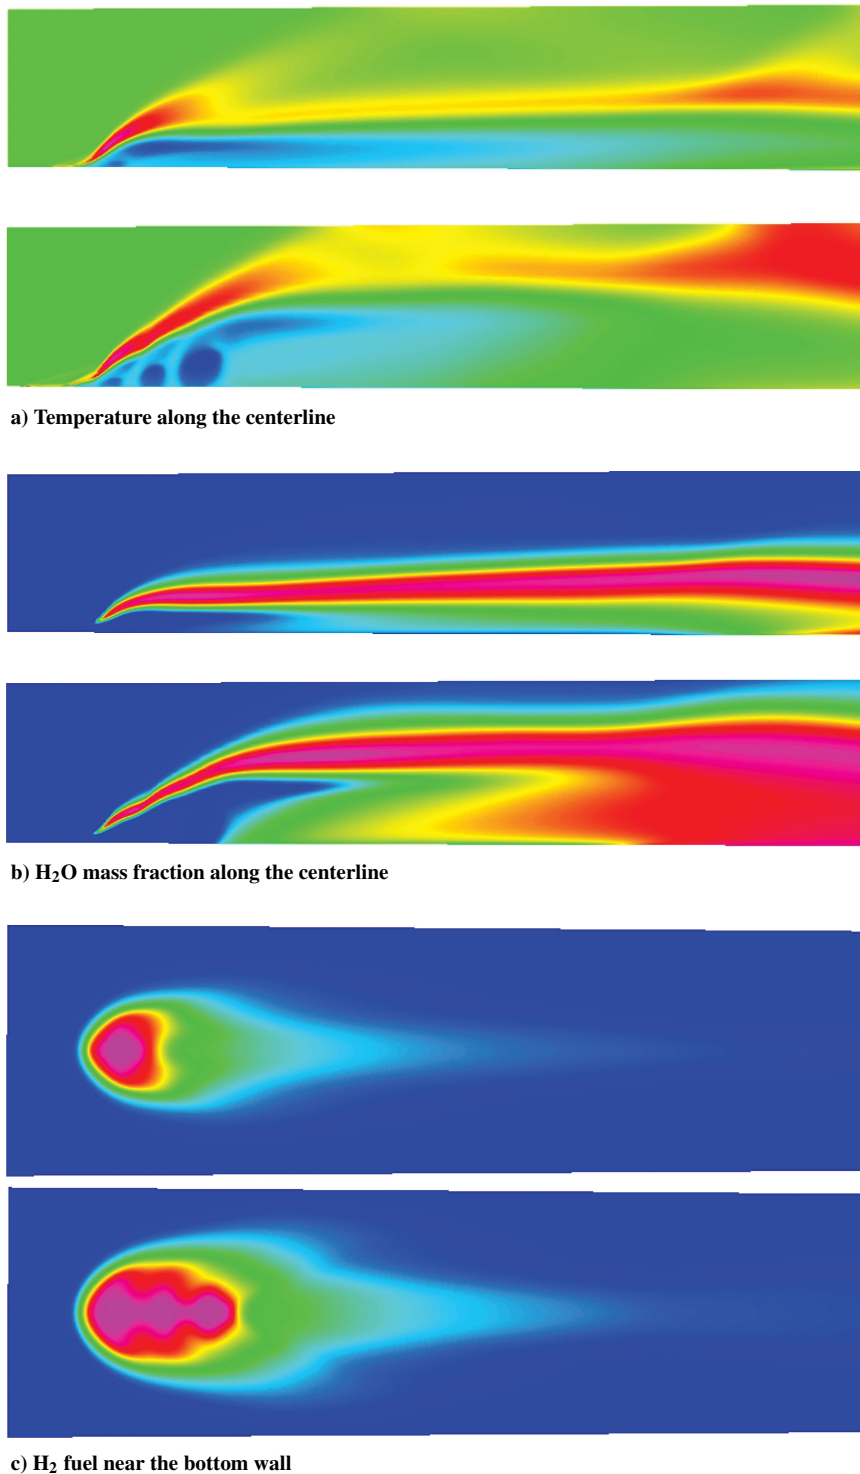 a) Temperature along the centerline
b) H₂O mass fraction along the centerline
c) H₂ fuel near the bottom wall